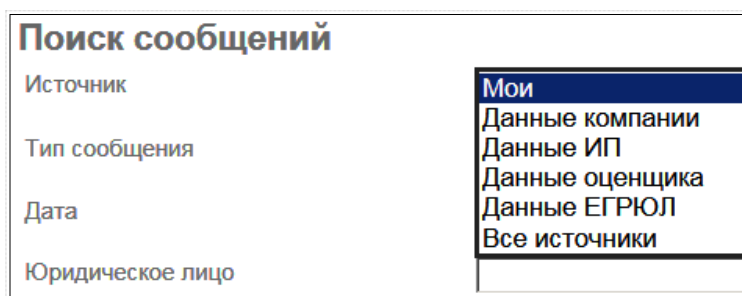 Поиск сообщений
Источник
Мои
Данные компании
Тип сообщения
Данные ИП
Данные оценщика
Дата
Данные ЕГРЮЛ
Все источники
Юридическое лицо